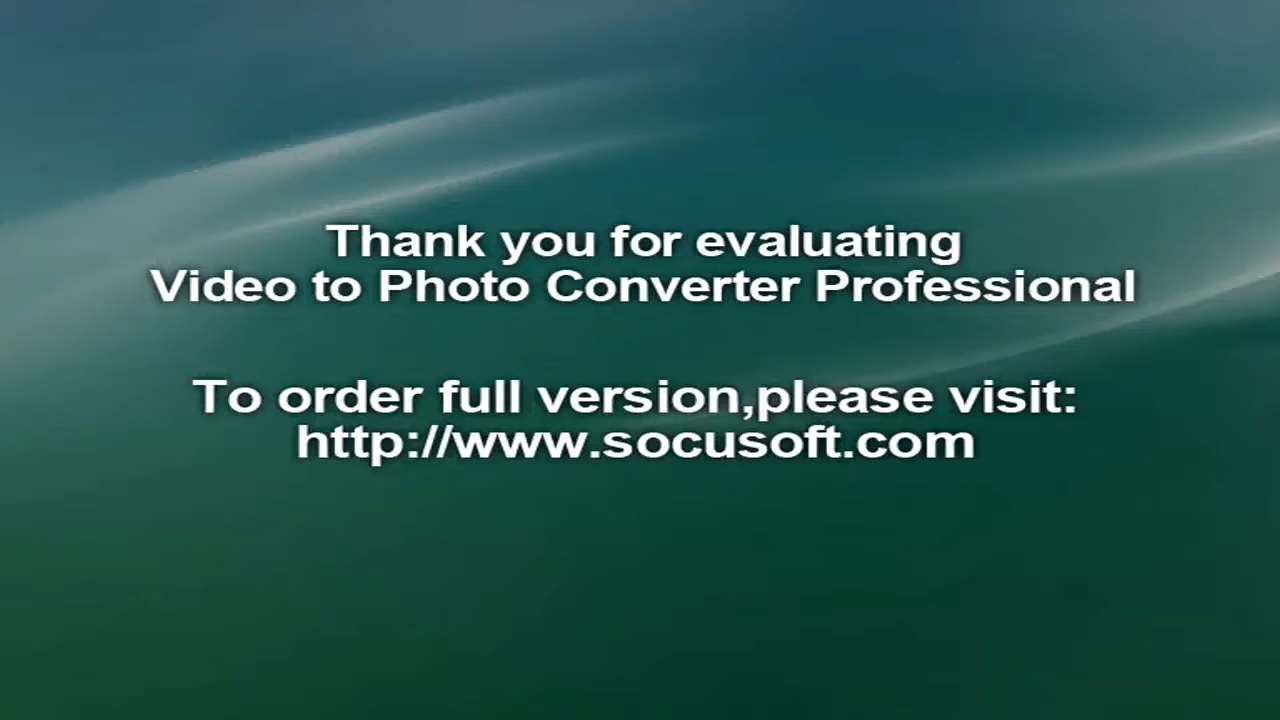 Thank you for evaluating
Video to Photo Converter Professional
To order full version,please visit:
http://www.socusoft.com